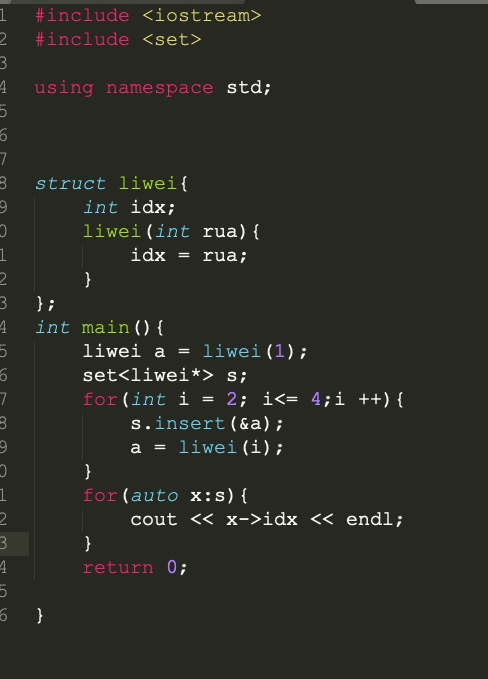 1 #include <iostream>
2 #include <set>
3
4 using namespace std;
5
6
7
8 struct liwei{
9 int idx;
0 liwei(int rua){
1 idx = rua;
2 }
3 };
4 int main(){
5 liwei a = liwei(1);
6 set<liwei*> s;
7 for(int i = 2; i<= 4;i ++){
8 s.insert(&a);
9 a = liwei(i);
0 }
1 for(auto x:s){
2 cout << x->idx << endl;
3 }
4 return 0;
5
6 }